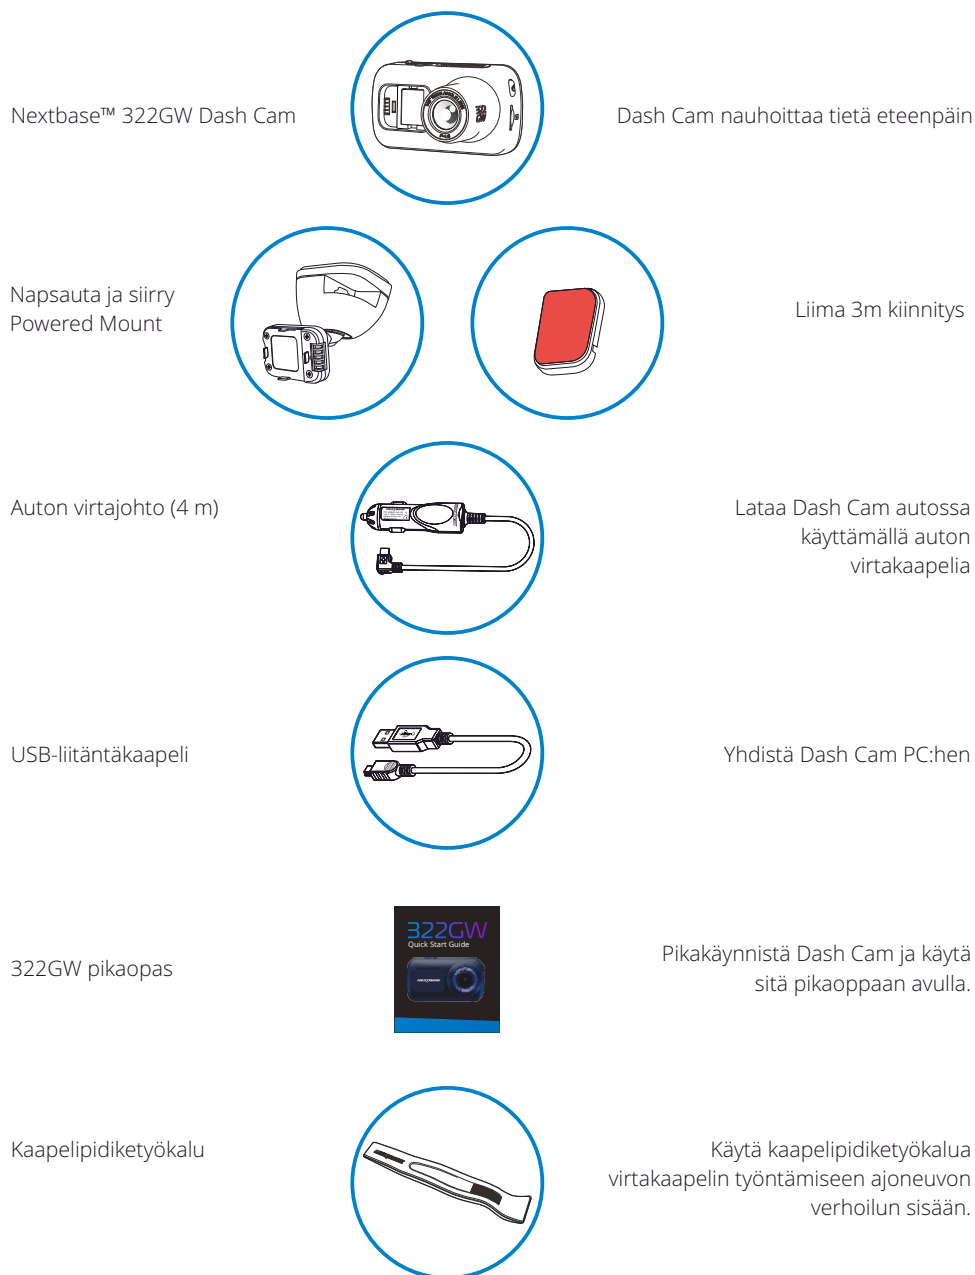 Nextbase™ 322GW Dash Cam
Dash Cam nauhoittaa tietä eteenpäin
Napsauta ja siirry
Powered Mount
Liima 3m kiinnitys
Auton virtajohto (4 m)
Lataa Dash Cam autossa
käyttämällä auton
virtakaapelia
USB-liitäntäkaapeli
Yhdistä Dash Cam PC:hen
322GW pikaopas
322GW
Quick Start Guide
Pikakäynnistä Dash Cam ja käytä
sitä pikaoppaan avulla.
Kaapelipidiketyökalu
Käytä kaapelipidiketyökalua
virtakaapelin työntämiseen ajoneuvon
verhoilun sisään.